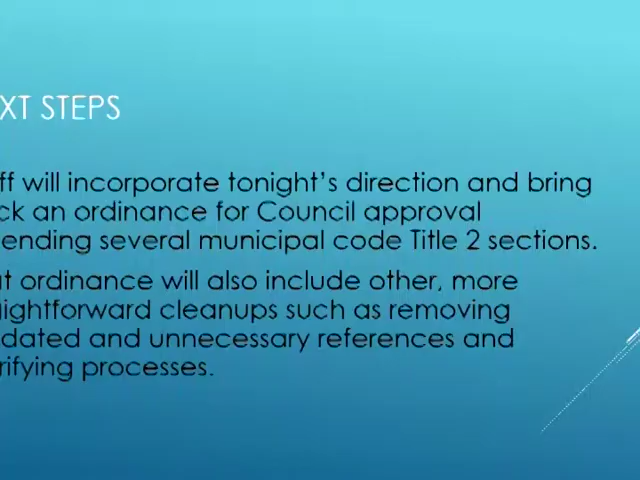 XT STEPS
ff will incorporate tonight's direction and bring
ck an ordinance for Council approval
ending several municipal code Title 2 sections.
t ordinance will also include other, more
ightforward cleanups such as removing
dated and unnecessary references and
rifying processes.